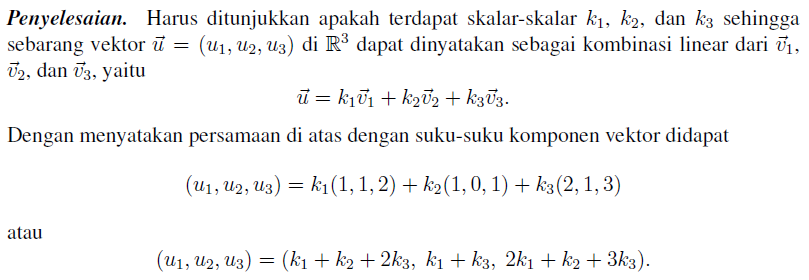 Penyelesaian. Harus ditunjukkan apakah terdapat skalar-skalar k₁, k₂, dan k₃ sehingga
sebarang vektor u⃗ = (u₁, u₂, u₃) di ℝ³ dapat dinyatakan sebagai kombinasi linear dari v⃗₁,
v⃗₂, dan v⃗₃, yaitu
u⃗ = k₁v⃗₁ + k₂v⃗₂ + k₃v⃗₃.
Dengan menyatakan persamaan di atas dengan suku-suku komponen vektor didapat
(u₁, u₂, u₃) = k₁(1, 1, 2) + k₂(1, 0, 1) + k₃(2, 1, 3)
atau
(u₁, u₂, u₃) = (k₁ + k₂ + 2k₃, k₁ + k₃, 2k₁ + k₂ + 3k₃).